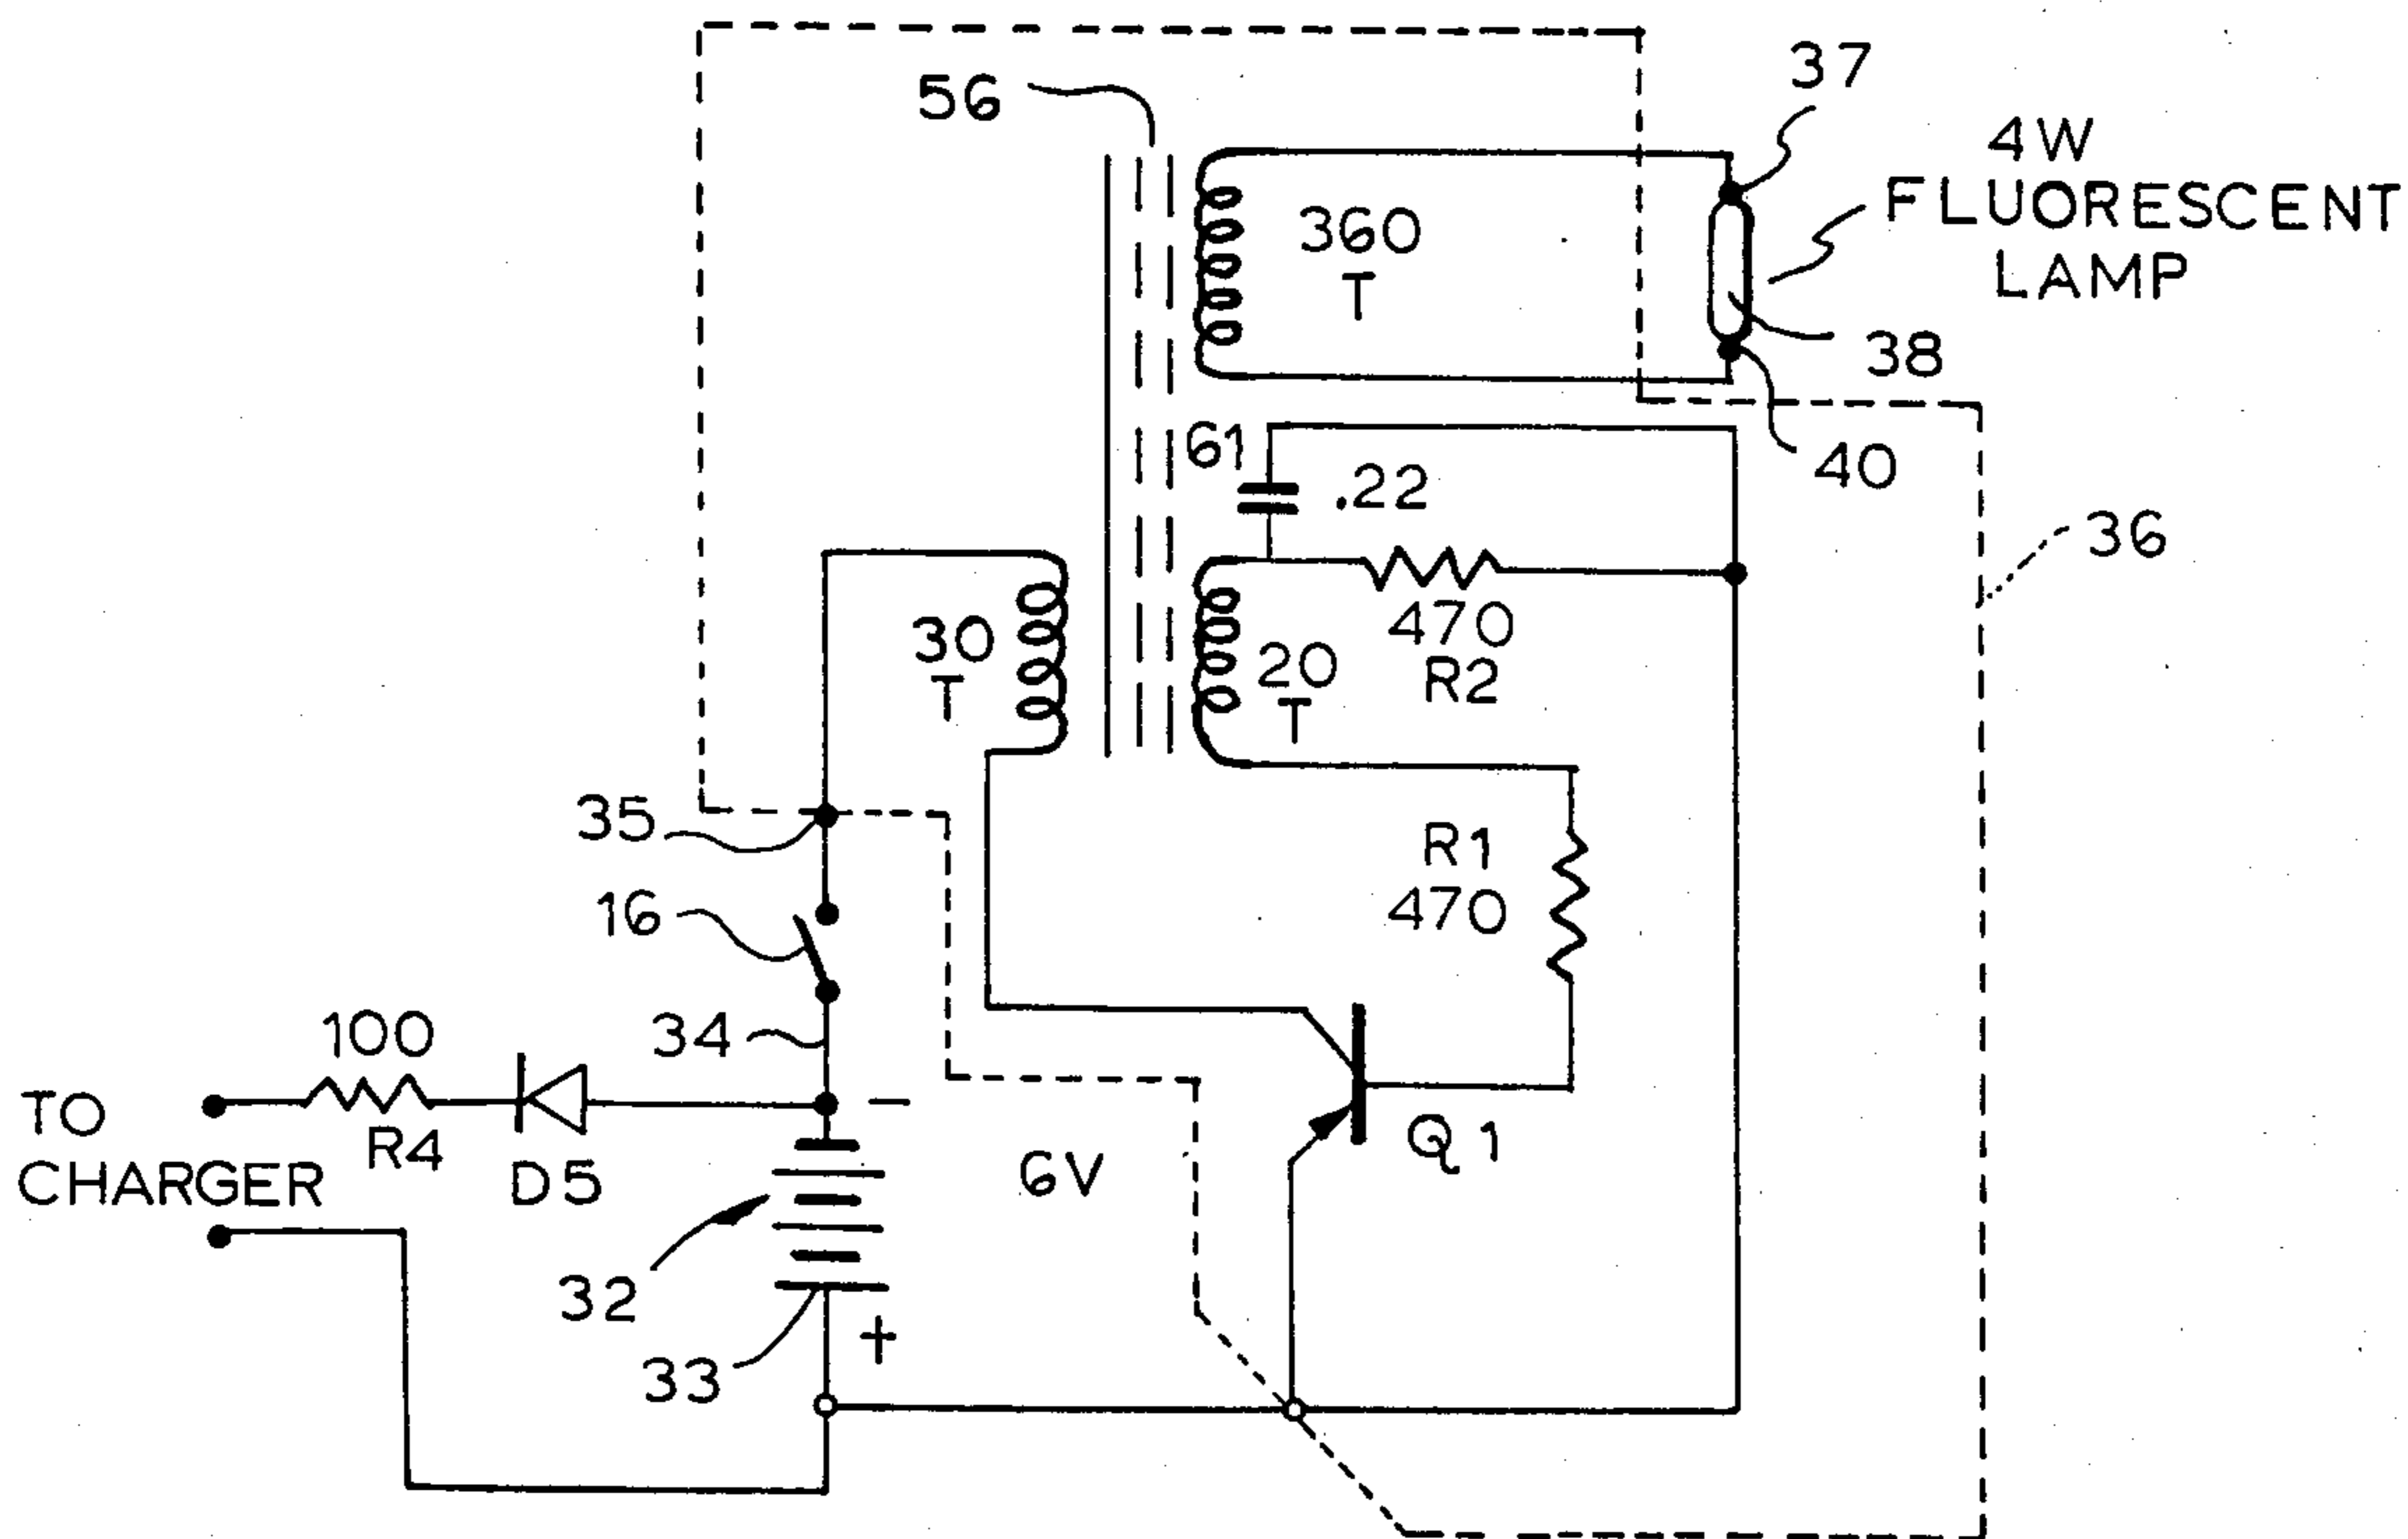 37
56
4W
FLUORESCENT
LAMP
360
T
38
61
.22
40
36
30
T
20
T
470
R2
35
R1
470
16
100
34
TO
CHARGER
R4
D5
−
6V
Q1
32
33
+